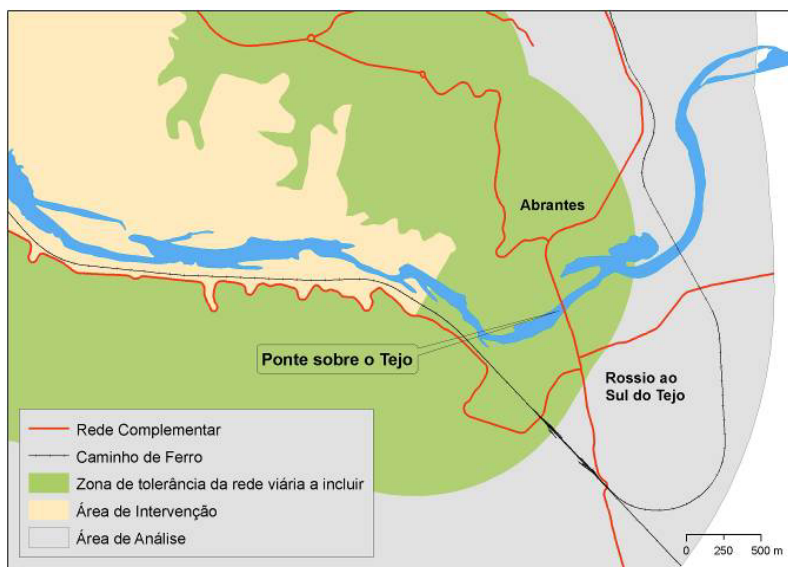 Abrantes
Ponte sobre o Tejo
Rossio ao
Sul do Tejo
Rede Complementar
Caminho de Ferro
Zona de tolerância da rede viária a incluir
Área de Intervenção
Área de Análise
0 250 500 m